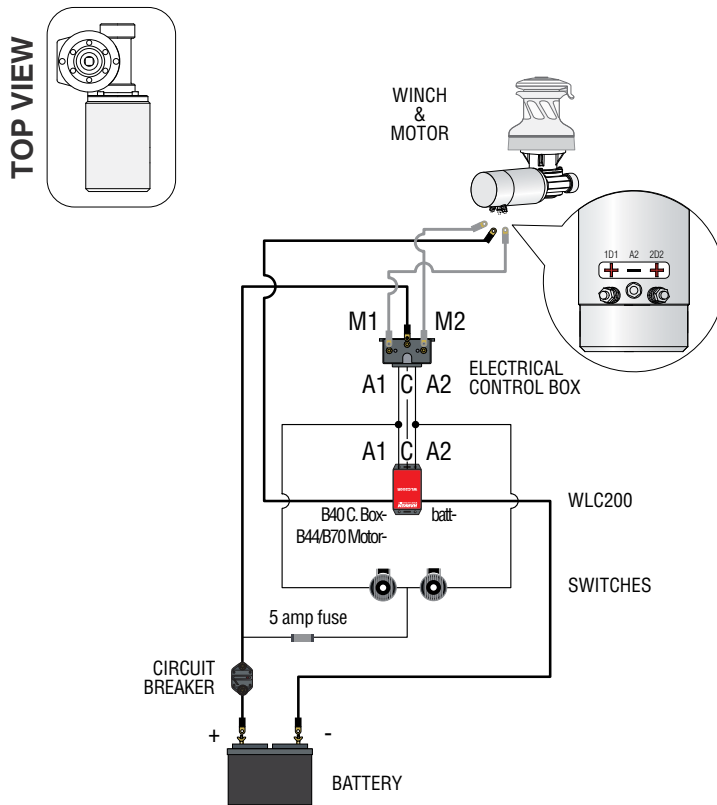 TOP VIEW
WINCH
&
MOTOR
1D1 A2 2D2
+ – +
M1 M2
ELECTRICAL
CONTROL BOX
A1 C A2
A1 C A2
WLC200
WLC200
B40 C. Box- batt-
B44/B70 Motor-
SWITCHES
5 amp fuse
CIRCUIT
BREAKER
+ -
BATTERY